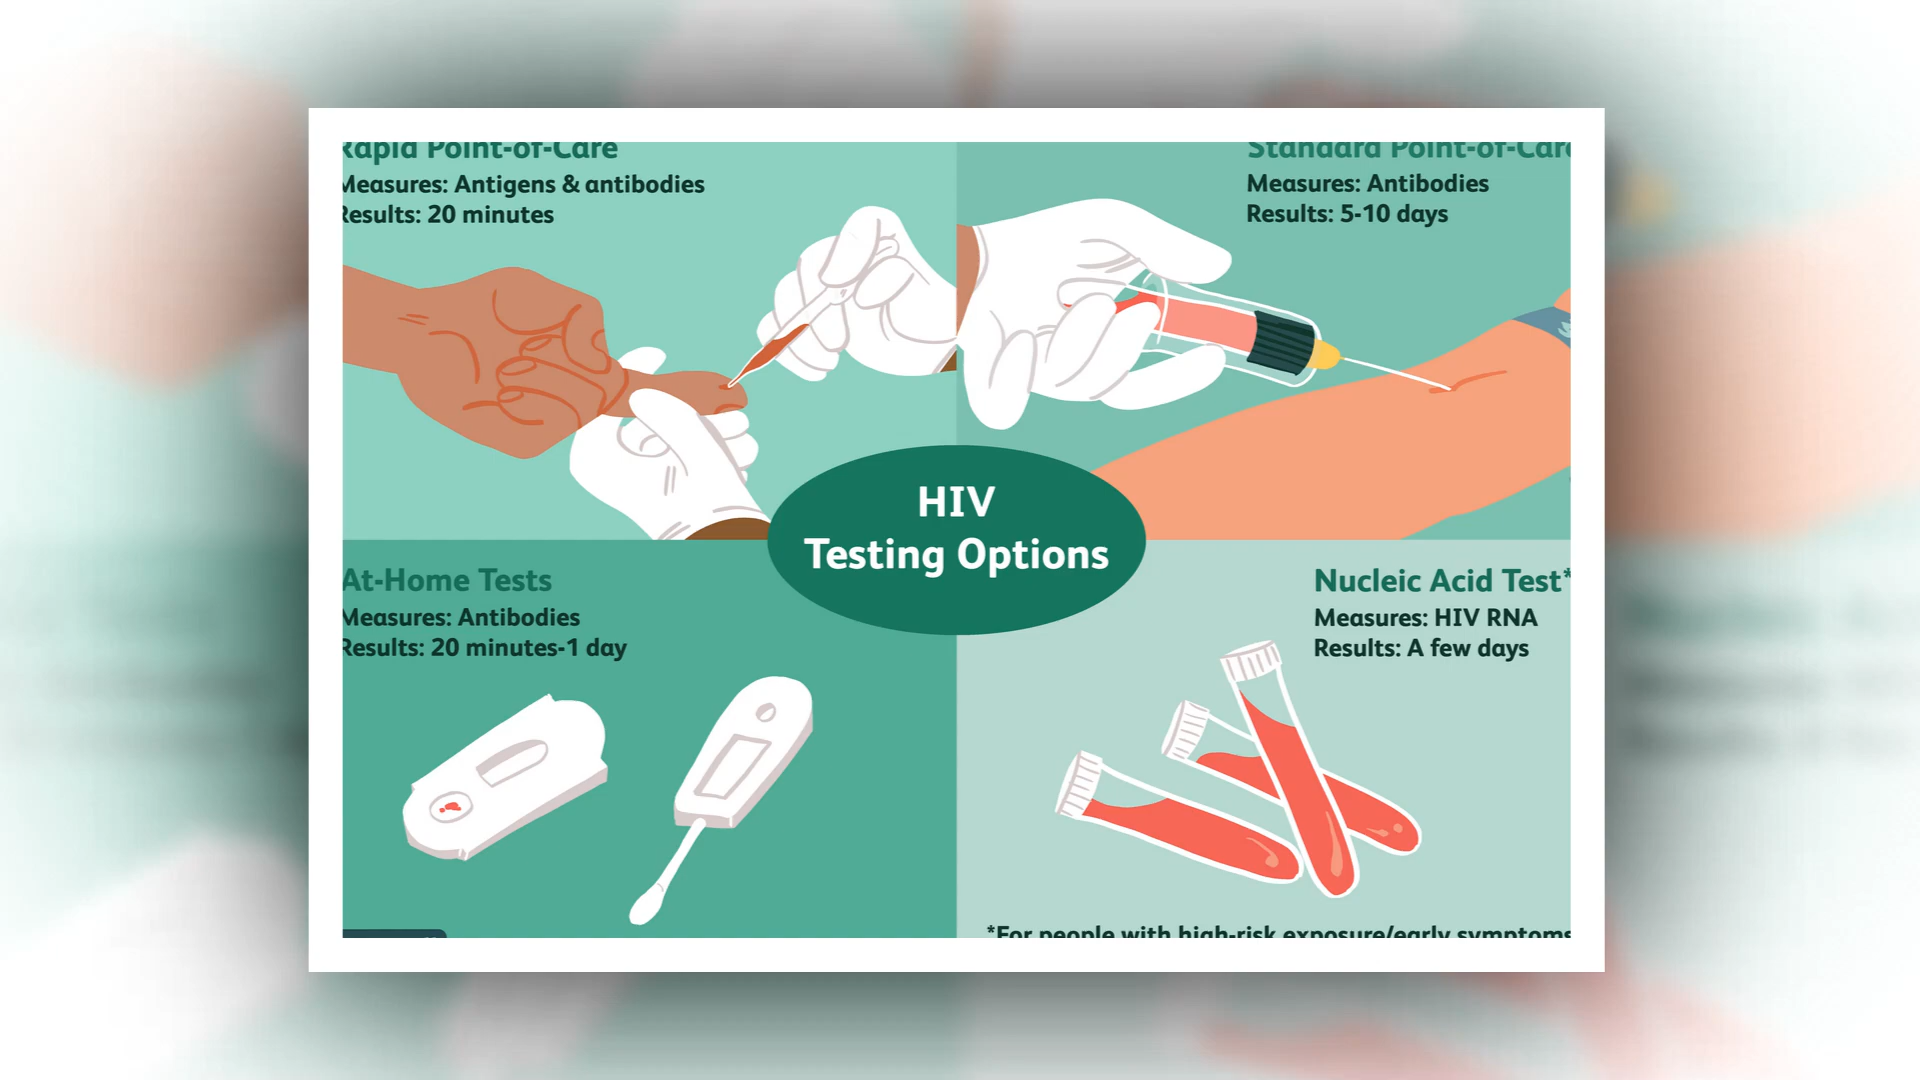 Rapid Point-of-Care
Measures: Antigens & antibodies
Results: 20 minutes
Standard Point-of-Care
Measures: Antibodies
Results: 5-10 days
HIV
Testing Options
At-Home Tests
Measures: Antibodies
Results: 20 minutes-1 day
Nucleic Acid Test*
Measures: HIV RNA
Results: A few days
*For people with high-risk exposure/early symptoms